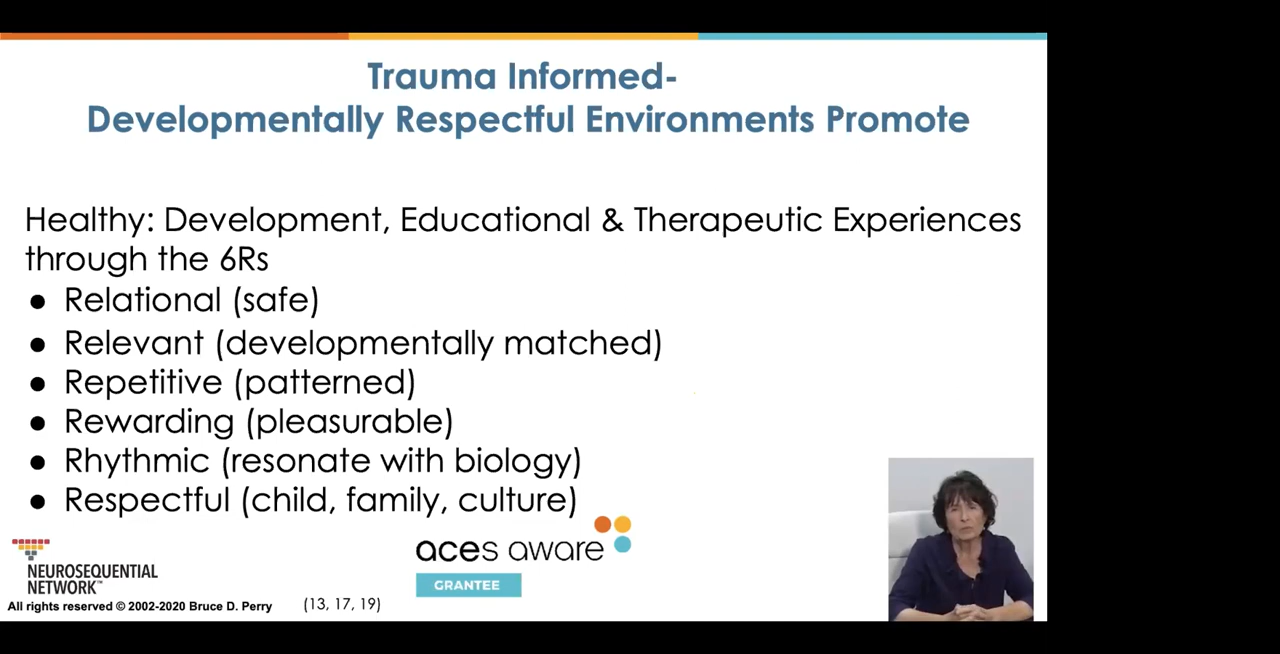 Trauma Informed-
Developmentally Respectful Environments Promote
Healthy: Development, Educational & Therapeutic Experiences
through the 6Rs
● Relational (safe)
● Relevant (developmentally matched)
● Repetitive (patterned)
● Rewarding (pleasurable)
● Rhythmic (resonate with biology)
● Respectful (child, family, culture)
NEUROSEQUENTIAL
NETWORK™
aces aware
GRANTEE
All rights reserved © 2002-2020 Bruce D. Perry
(13, 17, 19)